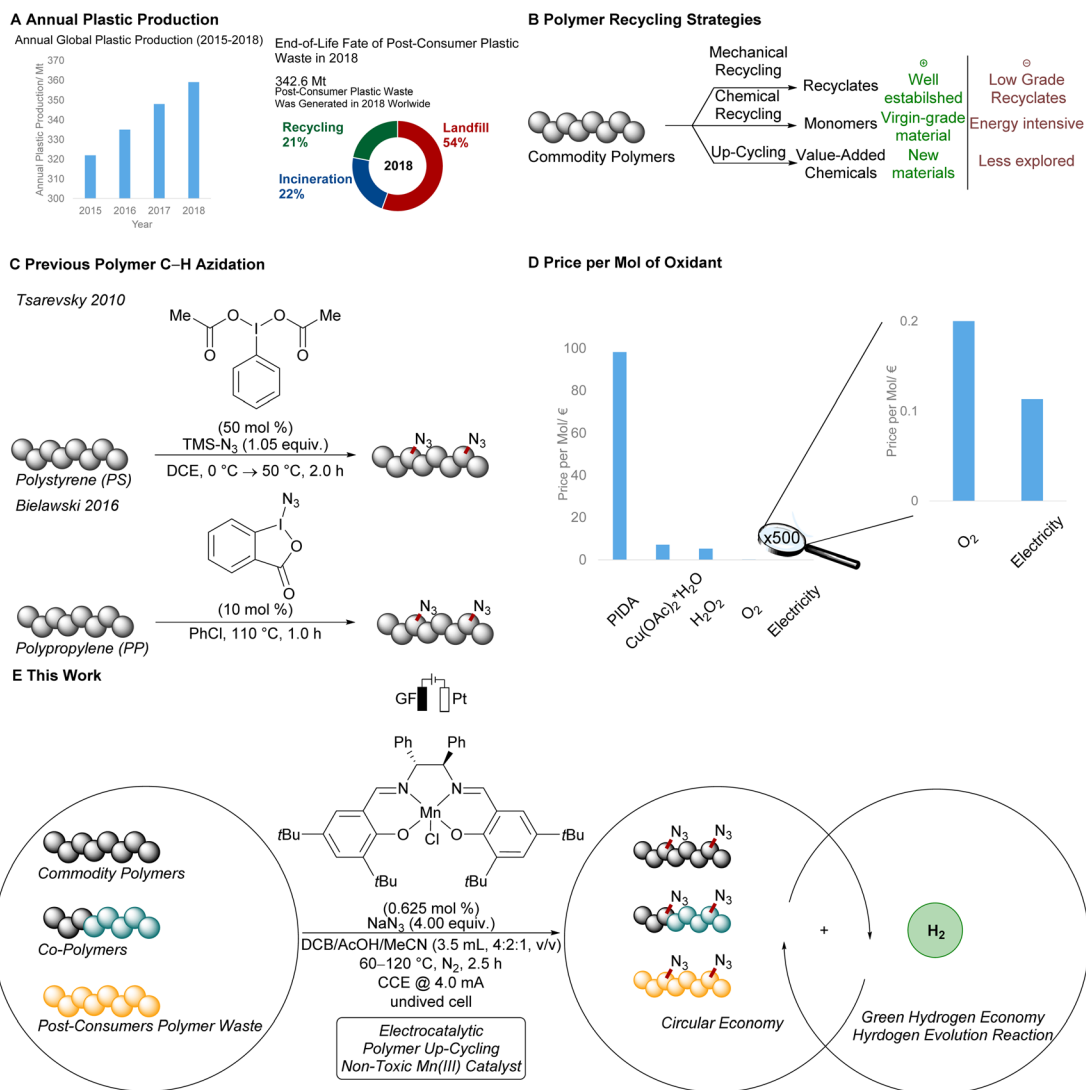 A Annual Plastic Production
Annual Global Plastic Production (2015-2018)
Annual Plastic Production/ Mt
370
360
350
340
330
320
310
300
2015 2016 2017 2018
Year
End-of-Life Fate of Post-Consumer Plastic
Waste in 2018
342.6 Mt
Post-Consumer Plastic Waste
Was Generated in 2018 Worlwide
Recycling
21%
Landfill
54%
2018
Incineration
22%
B Polymer Recycling Strategies
Commodity Polymers
Mechanical
Recycling
Chemical
Recycling
Up-Cycling
Recyclates
Monomers
Value-Added
Chemicals
⊕
Well
estabilshed
Virgin-grade
material
New
materials
⊖
Low Grade
Recyclates
Energy intensive
Less explored
C Previous Polymer C–H Azidation
Tsarevsky 2010
Me O I O Me
O O
(50 mol %)
TMS-N₃ (1.05 equiv.)
DCE, 0 °C → 50 °C, 2.0 h
Polystyrene (PS)
N₃ N₃
Bielawski 2016
N₃
I
O
O
(10 mol %)
PhCl, 110 °C, 1.0 h
Polypropylene (PP)
N₃ N₃
D Price per Mol of Oxidant
Price per Mol/ €
100
80
60
40
20
0
PIDA
Cu(OAc)₂*H₂O
H₂O₂
O₂
Electricity
x500
Price per Mol/ €
0.2
0.1
0
O₂
Electricity
E This Work
Commodity Polymers
Co-Polymers
Post-Consumers Polymer Waste
GF Pt
Ph Ph
N N
Mn
O O
Cl
tBu tBu
tBu tBu
(0.625 mol %)
NaN₃ (4.00 equiv.)
DCB/AcOH/MeCN (3.5 mL, 4:2:1, v/v)
60–120 °C, N₂, 2.5 h
CCE @ 4.0 mA
undived cell
Electrocatalytic
Polymer Up-Cycling
Non-Toxic Mn(III) Catalyst
N₃ N₃
N₃ N₃
N₃ N₃
Circular Economy
+
H₂
Green Hydrogen Economy
Hyrdogen Evolution Reaction